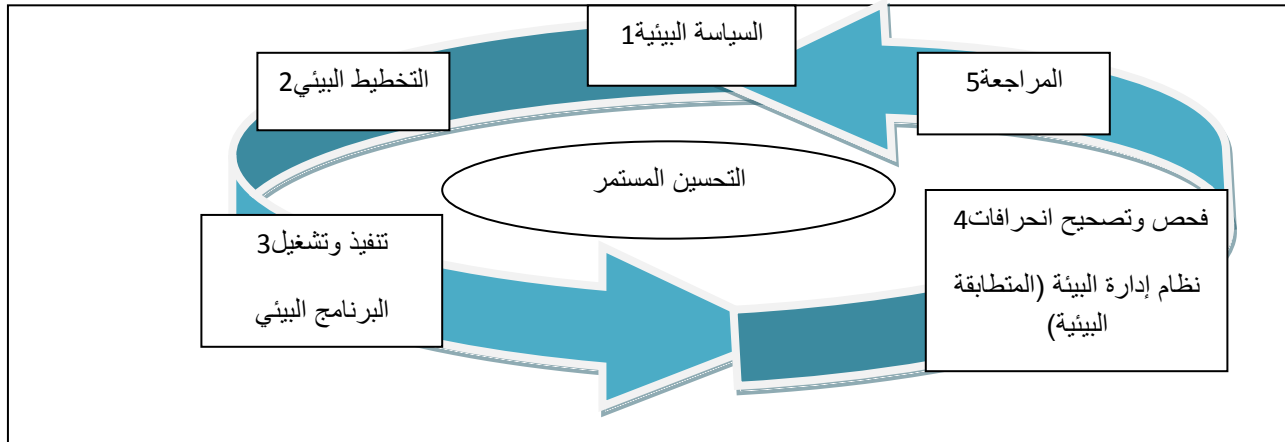 السياسة البيئية1
التخطيط البيئي2
تنفيذ وتشغيل3
البرنامج البيئي
فحص وتصحيح انحرافات4
نظام إدارة البيئة (المتطابقة
البيئية)
المراجعة5
التحسين المستمر